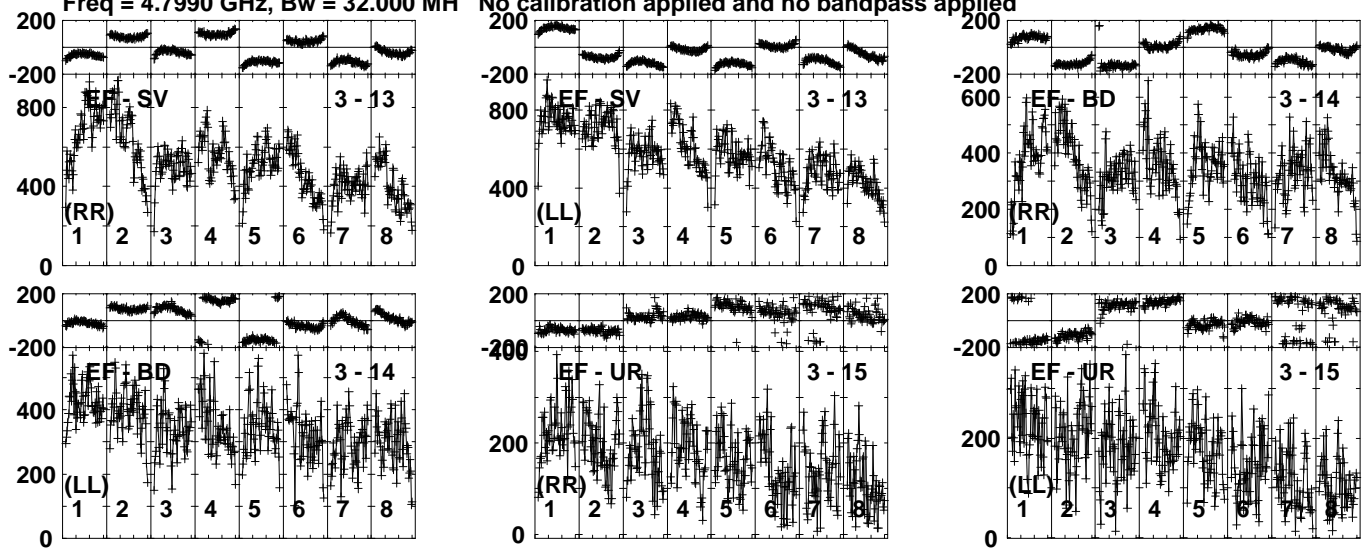 Freq = 4.7990 GHz, Bw = 32.000 MH No calibration applied and no bandpass applied
200
-200
800
400
0
EF - SV 3 - 13
(RR)
1 2 3 4 5 6 7 8
200
-200
800
400
0
EF - SV 3 - 13
(LL)
1 2 3 4 5 6 7 8
200
-200
600
400
200
0
EF - BD 3 - 14
(RR)
1 2 3 4 5 6 7 8
200
-200
400
200
0
EF - BD 3 - 14
(LL)
1 2 3 4 5 6 7 8
200
-200
400
200
0
EF - UR 3 - 15
(RR)
1 2 3 4 5 6 7 8
200
-200
200
0
EF - UR 3 - 15
(LL)
1 2 3 4 5 6 7 8